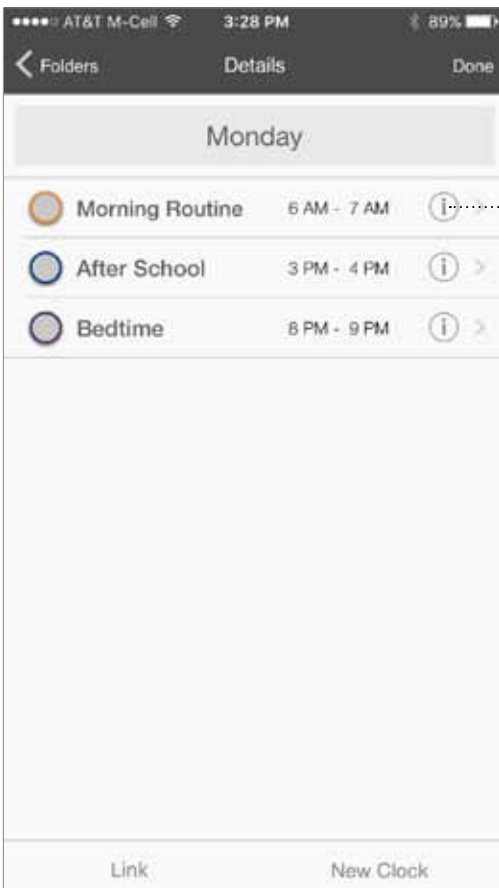 AT&T M-Cell 3:28 PM 89%
Folders Details Done
Monday
Morning Routine 6 AM - 7 AM i
After School 3 PM - 4 PM i
Bedtime 8 PM - 9 PM i
Link New Clock